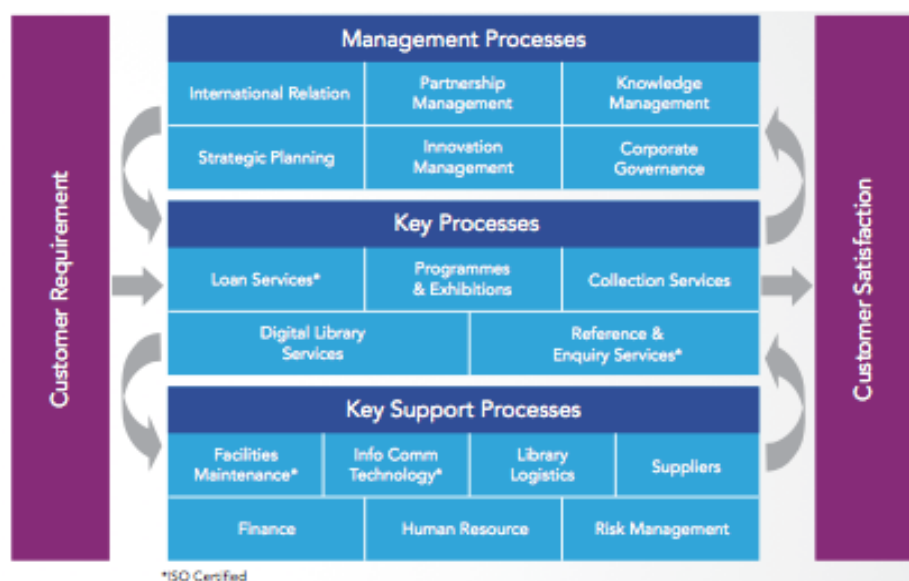 Customer Requirement
Management Processes
International Relation
Partnership
Management
Knowledge
Management
Strategic Planning
Innovation
Management
Corporate
Governance
Key Processes
Loan Services*
Programmes
& Exhibitions
Collection Services
Digital Library
Services
Reference &
Enquiry Services*
Key Support Processes
Facilities
Maintenance*
Info Comm
Technology*
Library
Logistics
Suppliers
Finance
Human Resource
Risk Management
*ISO Certified
Customer Satisfaction